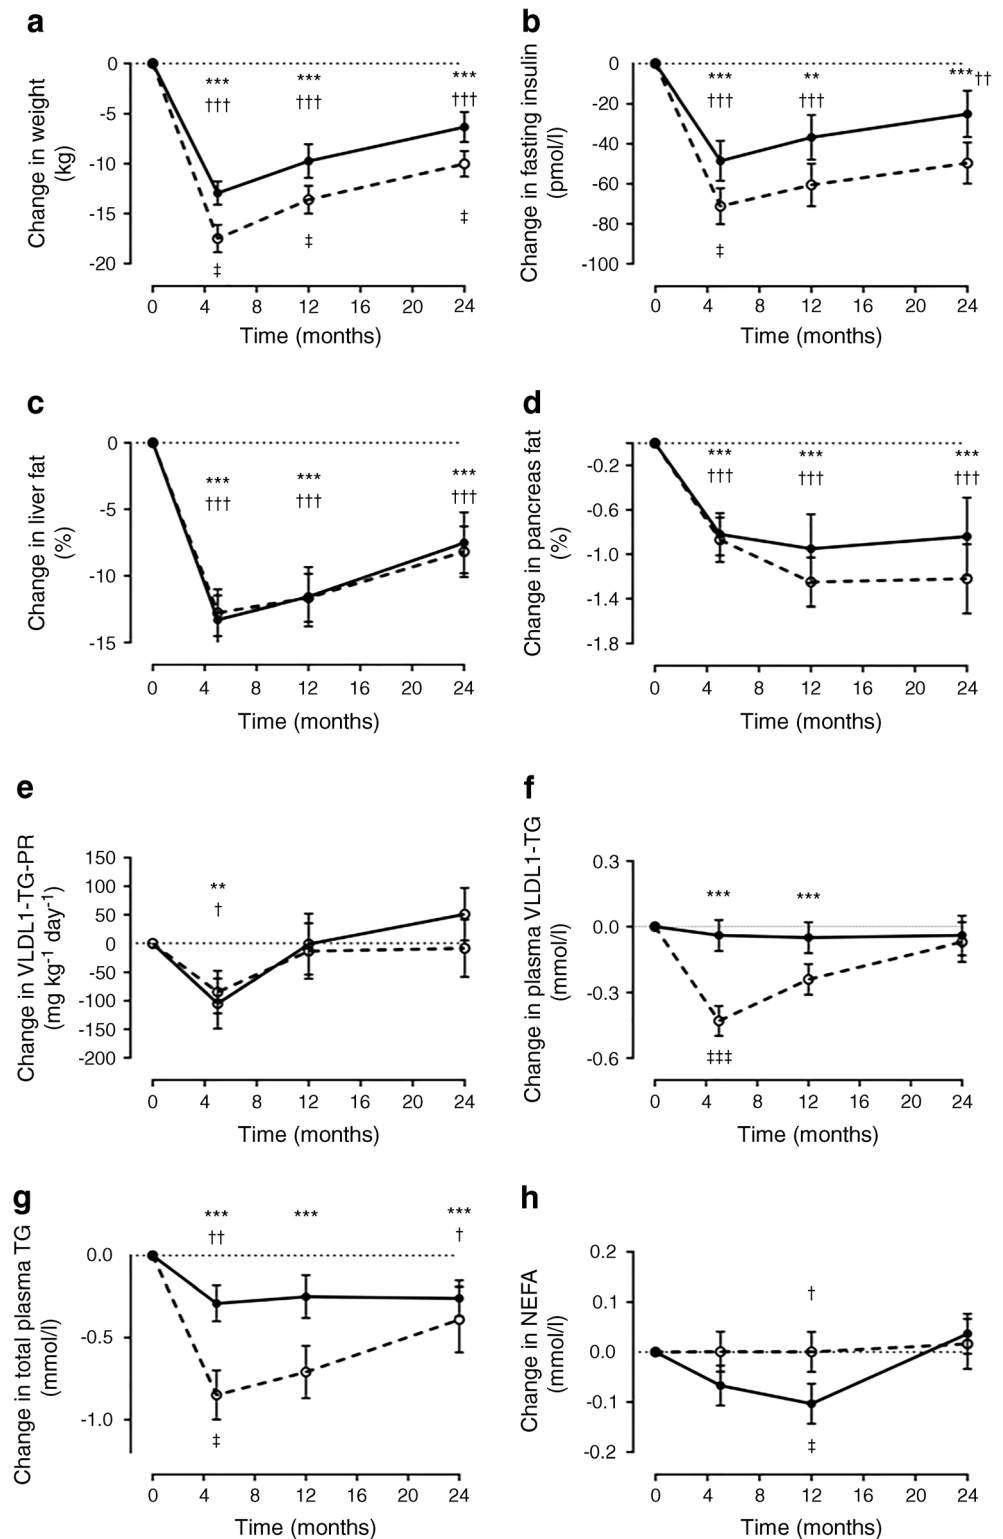 a
Change in weight
(kg)
0
-5
-10
-15
-20
***
†††
***
†††
***
†††
‡
‡
‡
0 4 8 12 16 20 24
Time (months)
b
Change in fasting insulin
(pmol/l)
0
-20
-40
-60
-80
-100
***
†††
**
†††
***††
‡
0 4 8 12 16 20 24
Time (months)
c
Change in liver fat
(%)
0
-5
-10
-15
***
†††
***
†††
***
†††
0 4 8 12 16 20 24
Time (months)
d
Change in pancreas fat
(%)
-0.2
-0.6
-1.0
-1.4
-1.8
***
†††
***
†††
***
†††
0 4 8 12 16 20 24
Time (months)
e
Change in VLDL1-TG-PR
(mg kg⁻¹ day⁻¹)
150
100
50
0
-50
-100
-150
-200
**
†
0 4 8 12 16 20 24
Time (months)
f
Change in plasma VLDL1-TG
(mmol/l)
0.3
0.0
-0.3
-0.6
***
***
‡‡‡
0 4 8 12 16 20 24
Time (months)
g
Change in total plasma TG
(mmol/l)
0.0
-0.5
-1.0
***
††
***
***
†
‡
0 4 8 12 16 20 24
Time (months)
h
Change in NEFA
(mmol/l)
0.2
0.1
0.0
-0.1
-0.2
†
‡
0 4 8 12 16 20 24
Time (months)